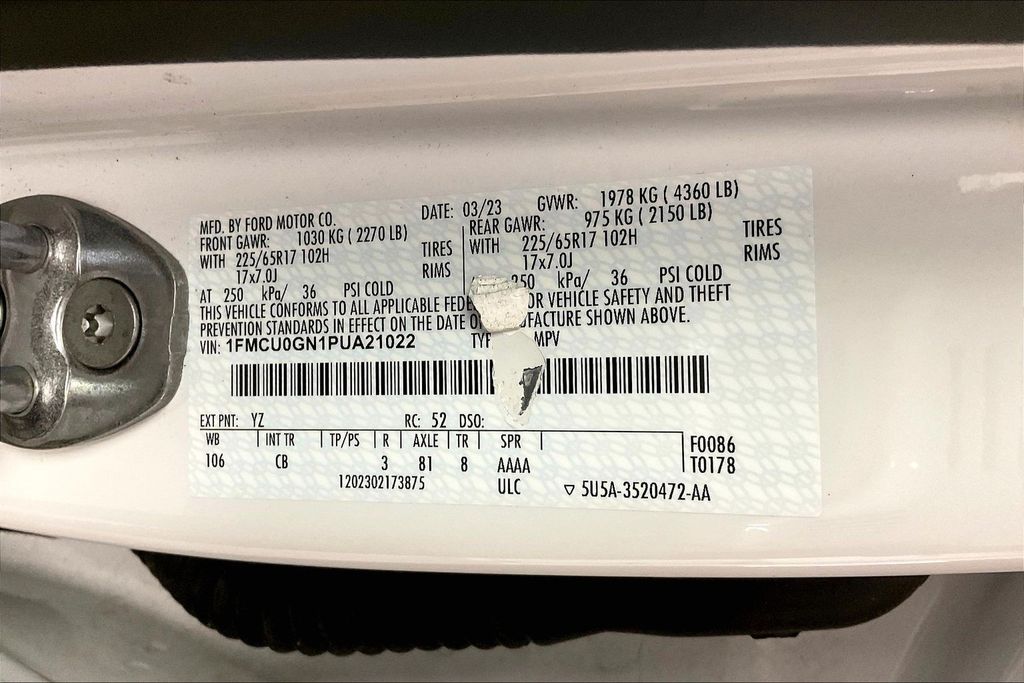 MFD. BY FORD MOTOR CO. DATE: 03/23 GVWR: 1978 KG ( 4360 LB)
FRONT GAWR: 1030 KG ( 2270 LB) REAR GAWR: 975 KG ( 2150 LB)
WITH 225/65R17 102H TIRES WITH 225/65R17 102H TIRES
17x7.0J RIMS 17x7.0J RIMS
AT 250 kPa/ 36 PSI COLD 250 kPa/ 36 PSI COLD
THIS VEHICLE CONFORMS TO ALL APPLICABLE FEDE OR VEHICLE SAFETY AND THEFT
PREVENTION STANDARDS IN EFFECT ON THE DATE O FACTURE SHOWN ABOVE.
VIN: 1FMCU0GN1PUA21022 TYP MPV
EXT PNT: YZ RC: 52 DSO:
WB INT TR TP/PS R AXLE TR SPR F0086
106 CB 3 81 8 AAAA T0178
1202302173875 ULC ▽ 5U5A-3520472-AA